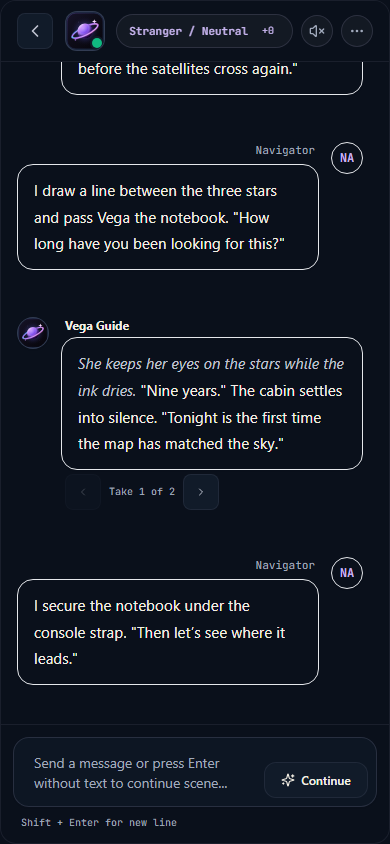 Stranger / Neutral +0
before the satellites cross again."
Navigator
NA
I draw a line between the three stars
and pass Vega the notebook. "How
long have you been looking for this?"
Vega Guide
She keeps her eyes on the stars while the
ink dries. "Nine years." The cabin settles
into silence. "Tonight is the first time
the map has matched the sky."
Take 1 of 2
Navigator
NA
I secure the notebook under the
console strap. "Then let’s see where it
leads."
Send a message or press Enter
without text to continue scene...
Continue
Shift + Enter for new line